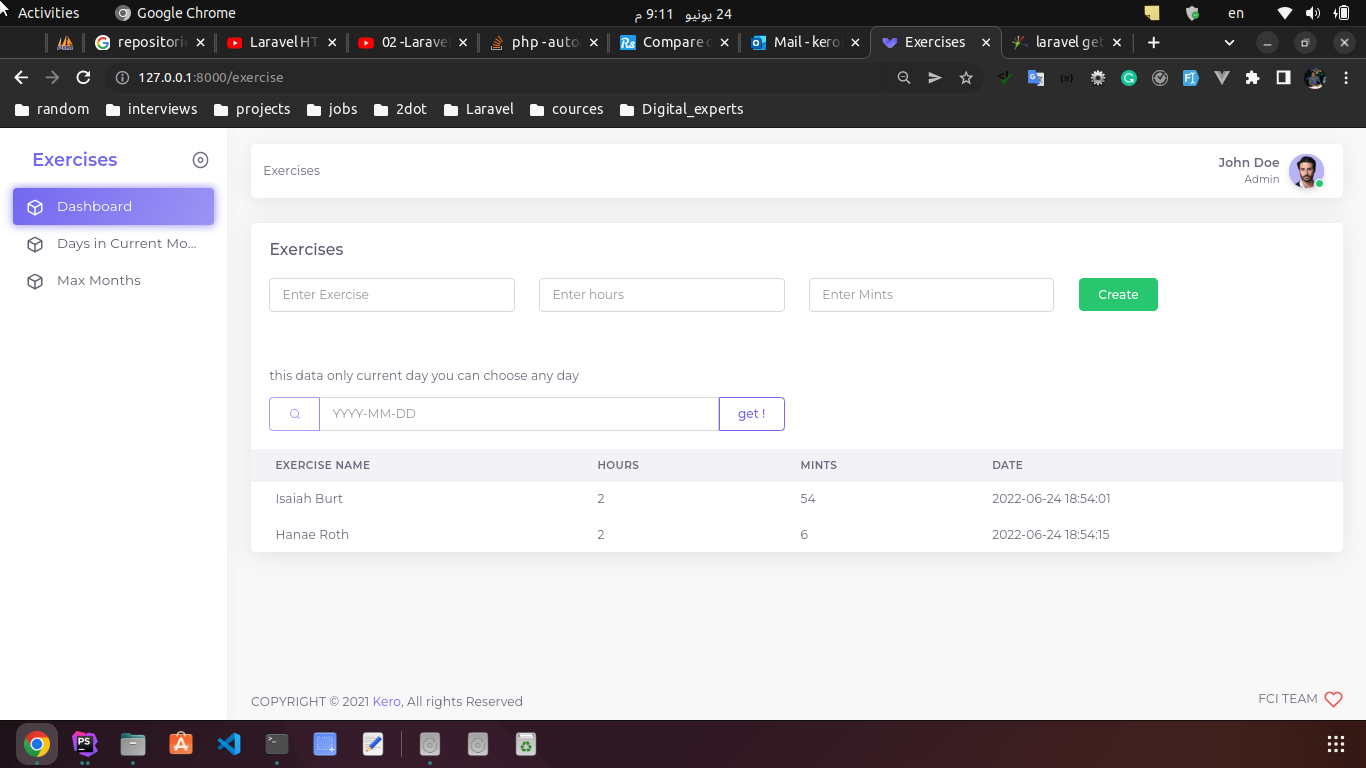 Activities Google Chrome 24 يونيو 9:11 م en
repositorie Laravel HT 02 -Laravel php - auto Compare Mail - kero Exercises laravel get
127.0.0.1:8000/exercise
random interviews projects jobs 2dot Laravel cources Digital_experts
Exercises
Dashboard
Days in Current Mo...
Max Months
Exercises
John Doe
Admin
Exercises
Enter Exercise Enter hours Enter Mints Create
this data only current day you can choose any day
YYYY-MM-DD get !
EXERCISE NAME HOURS MINTS DATE
Isaiah Burt 2 54 2022-06-24 18:54:01
Hanae Roth 2 6 2022-06-24 18:54:15
COPYRIGHT © 2021 Kero, All rights Reserved
FCI TEAM